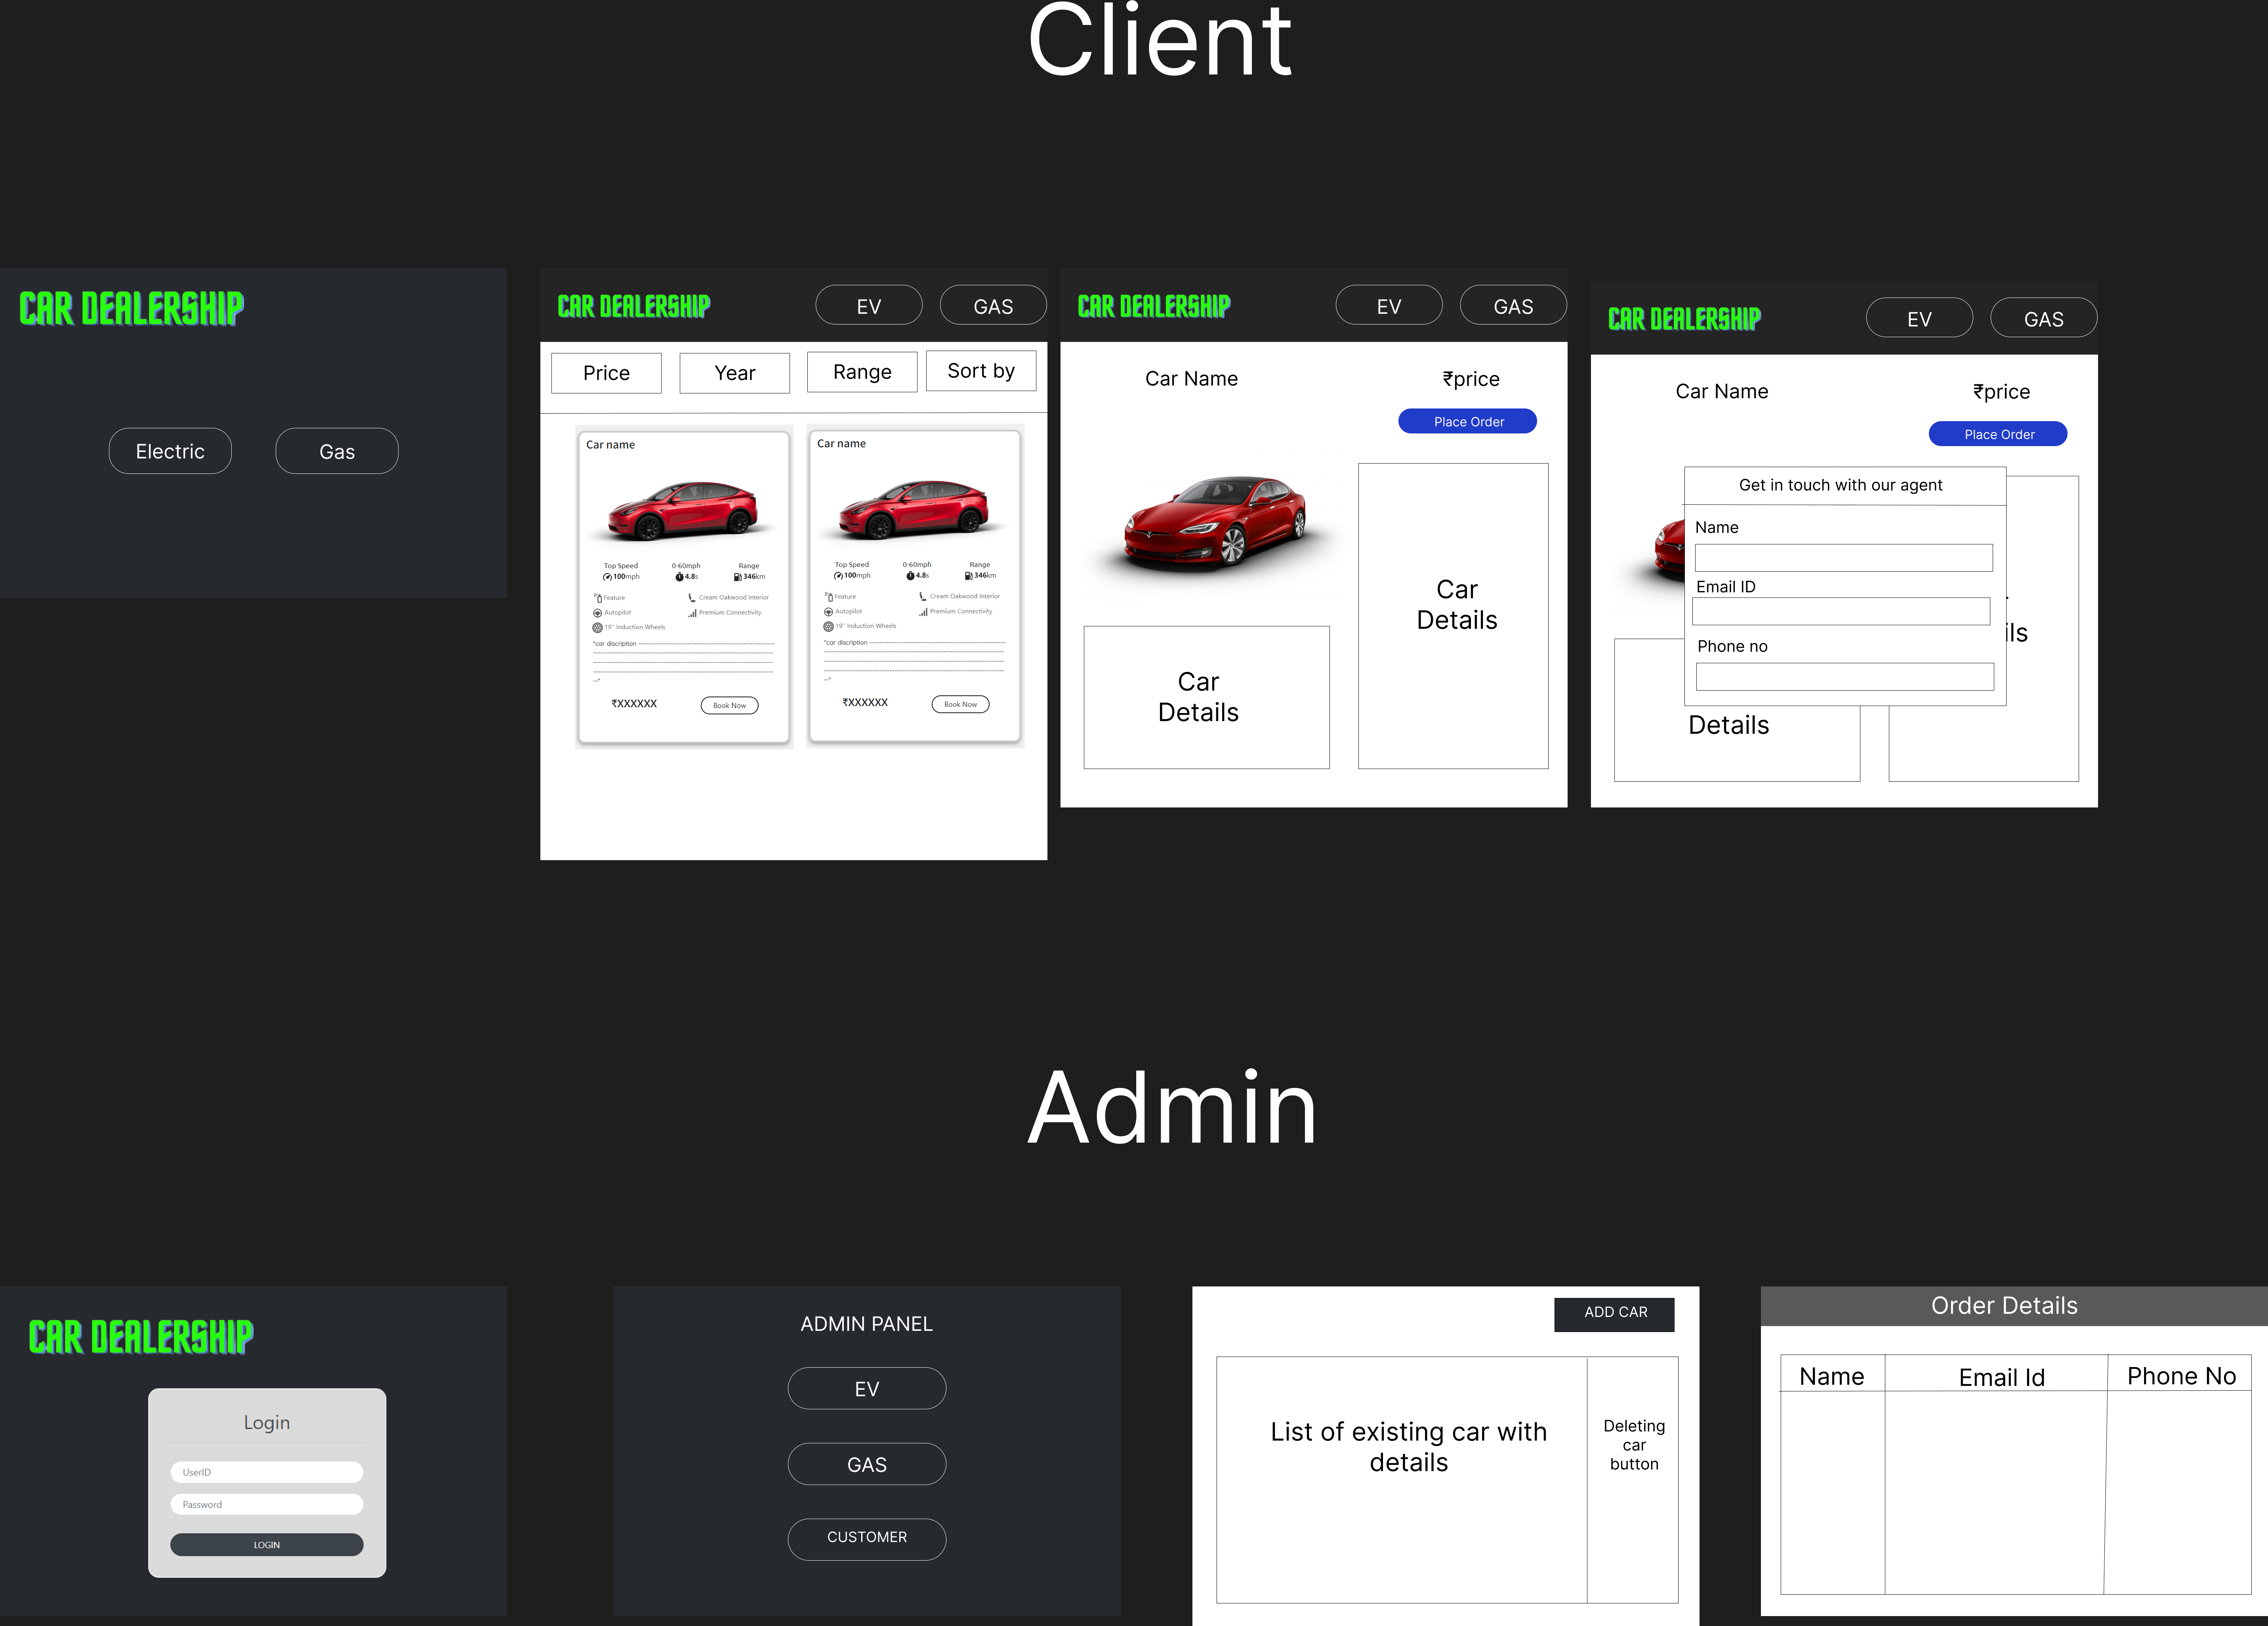 Client
CAR DEALERSHIP
Electric
Gas
CAR DEALERSHIP
EV
GAS
Price
Year
Range
Sort by
Car name
Top Speed
0-60mph
Range
100mph
4.8s
346km
Feature
Cream Oakwood Interior
Autopilot
Premium Connectivity
19" Induction Wheels
"car discription
--"
₹XXXXXX
Book Now
Car name
Top Speed
0-60mph
Range
100mph
4.8s
346km
Feature
Cream Oakwood Interior
Autopilot
Premium Connectivity
19" Induction Wheels
"car discription
--"
₹XXXXXX
Book Now
CAR DEALERSHIP
EV
GAS
Car Name
₹price
Place Order
Car
Details
Car
Details
CAR DEALERSHIP
EV
GAS
Car Name
₹price
Place Order
Get in touch with our agent
Name
Email ID
Phone no
ils
Details
Admin
CAR DEALERSHIP
Login
UserID
Password
LOGIN
ADMIN PANEL
EV
GAS
CUSTOMER
ADD CAR
List of existing car with
details
Deleting
car
button
Order Details
Name
Email Id
Phone No